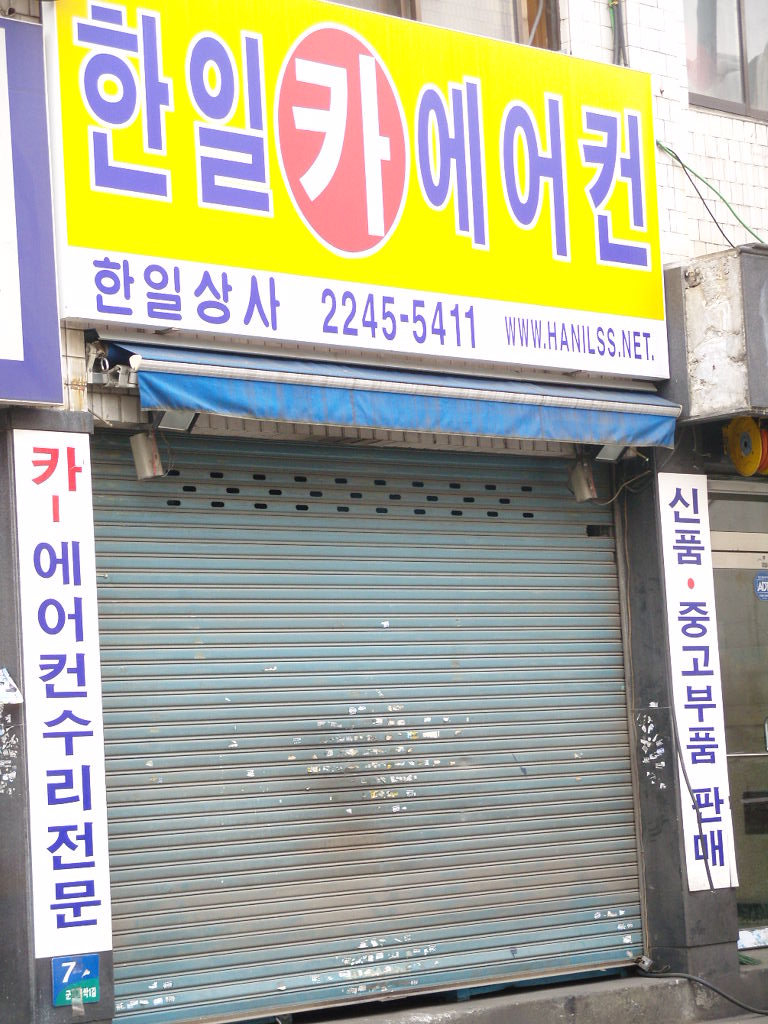 한일카에어컨
한일상사 2245-5411 WWW.HANILSS.NET.
카-에어컨수리전문
신품·중고부품 판매
7